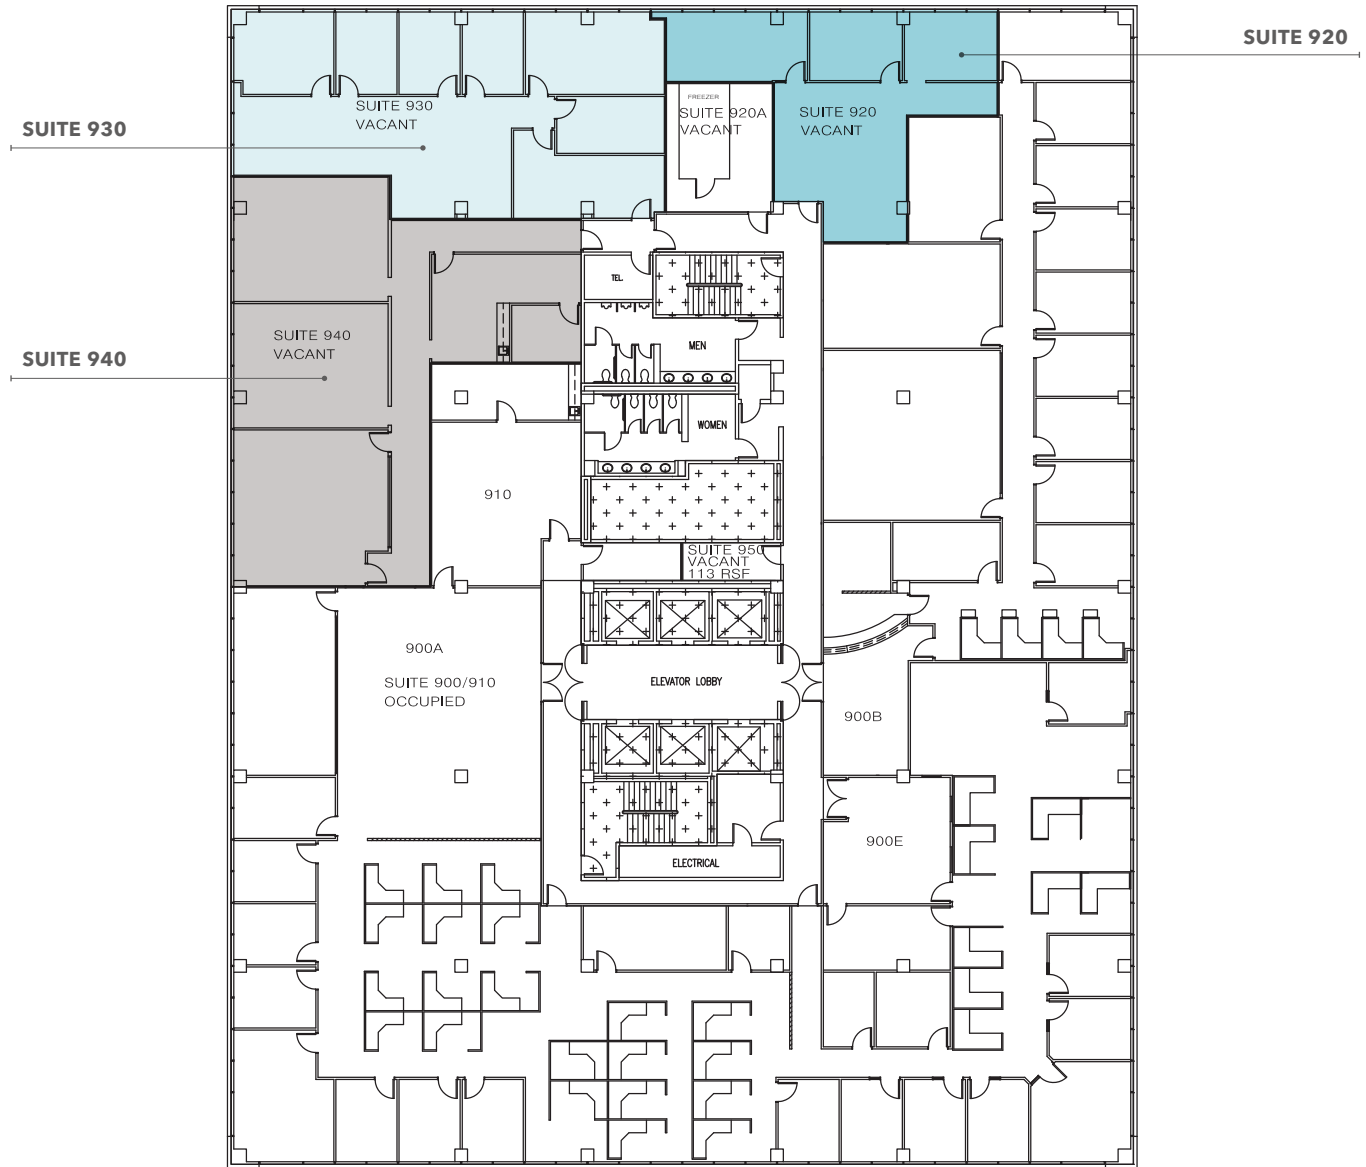 SUITE 920
SUITE 930
SUITE 940
SUITE 930
VACANT
FREEZER
SUITE 920A
VACANT
SUITE 920
VACANT
TEL.
SUITE 940
VACANT
MEN
WOMEN
910
SUITE 950
VACANT
113 RSF
900A
SUITE 900/910
OCCUPIED
ELEVATOR LOBBY
900B
900E
ELECTRICAL